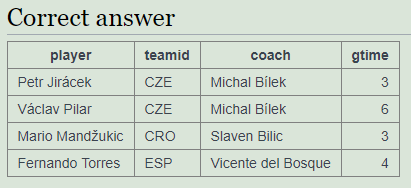 Correct answer
player teamid coach gtime
Petr Jirácek CZE Michal Bílek 3
Václav Pilar CZE Michal Bílek 6
Mario Mandžukic CRO Slaven Bilic 3
Fernando Torres ESP Vicente del Bosque 4